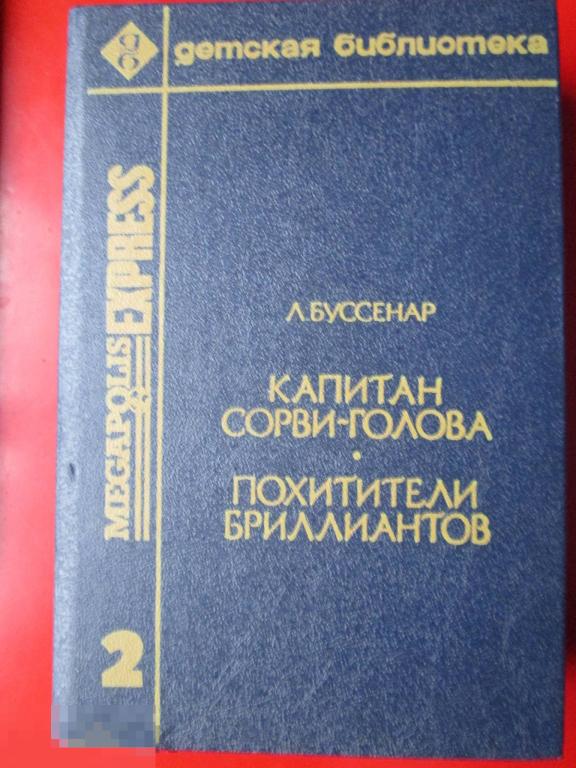 детская библиотека
MEGAPOLIS
EXPRESS
Л.БУССЕНАР
КАПИТАН
СОРВИ-ГОЛОВА
•
ПОХИТИТЕЛИ
БРИЛЛИАНТОВ
2